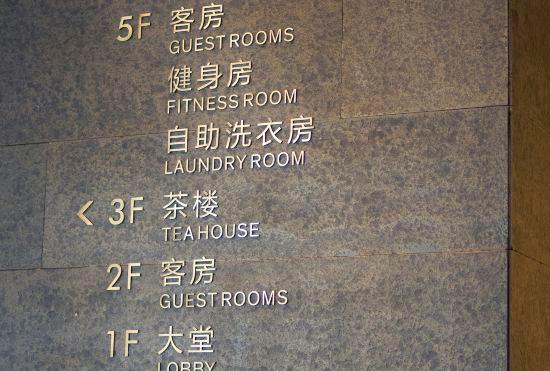 5F 客房
GUEST ROOMS
健身房
FITNESS ROOM
自助洗衣房
LAUNDRY ROOM
< 3F 茶楼
TEA HOUSE
2F 客房
GUEST ROOMS
1F 大堂
LOBBY